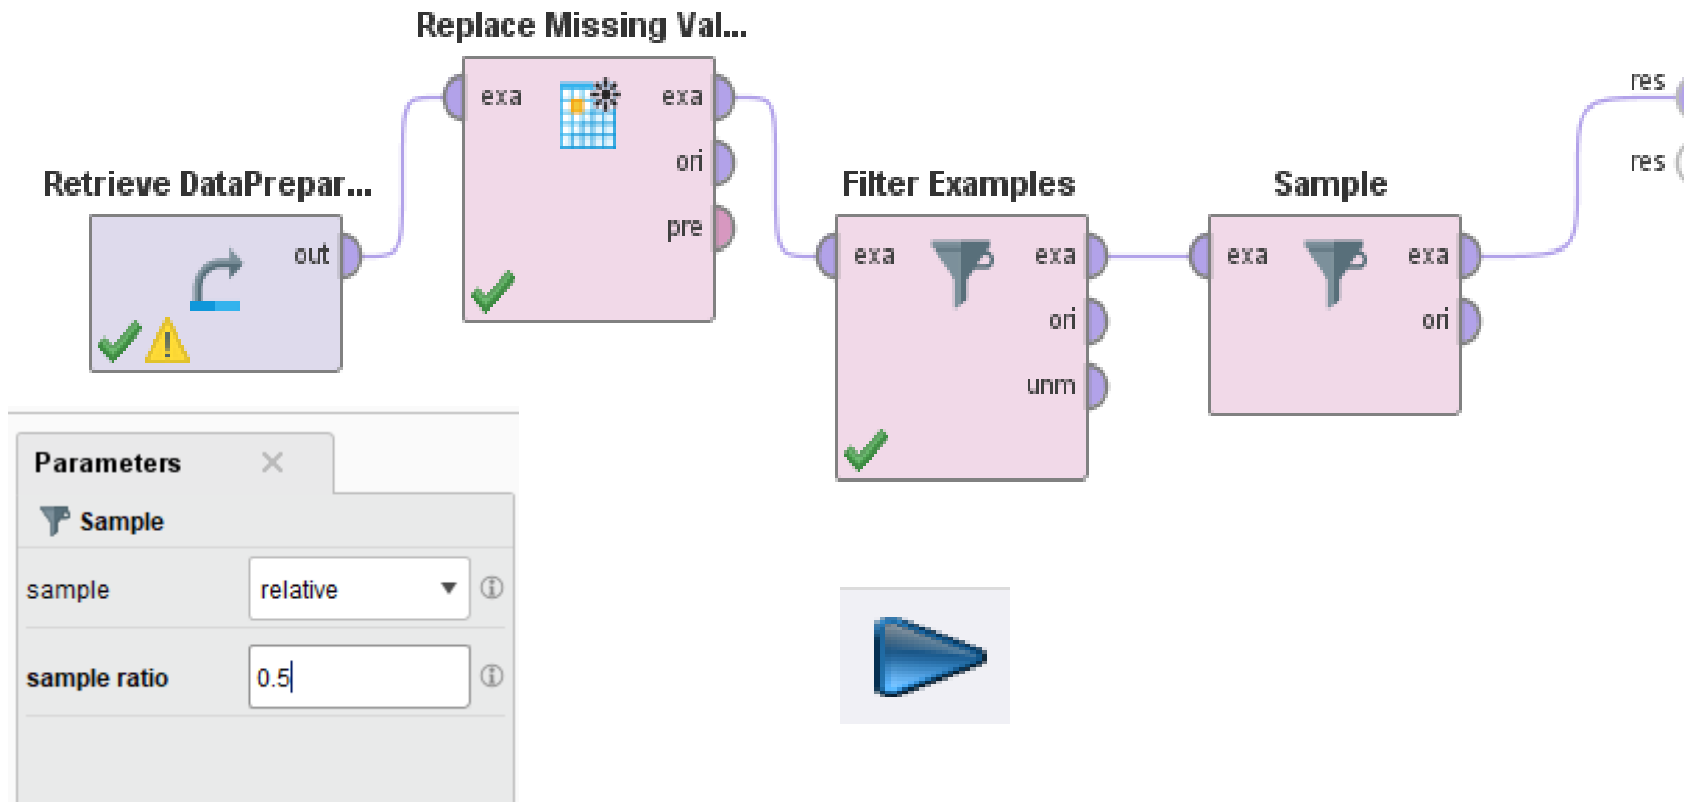 Replace Missing Val...
exa exa
ori
pre
Retrieve DataPrepar...
out
Filter Examples
exa exa
ori
unm
Sample
exa exa
ori
res
res
Parameters
Sample
sample relative
sample ratio 0.5